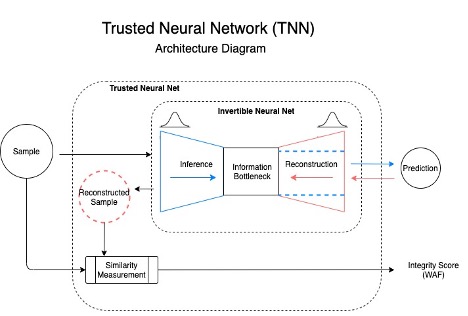 Trusted Neural Network (TNN)
Architecture Diagram
Trusted Neural Net
Invertible Neural Net
Sample
Inference
Information
Bottleneck
Reconstruction
Prediction
Reconstructed
Sample
Similarity
Measurement
Integrity Score
(WAF)